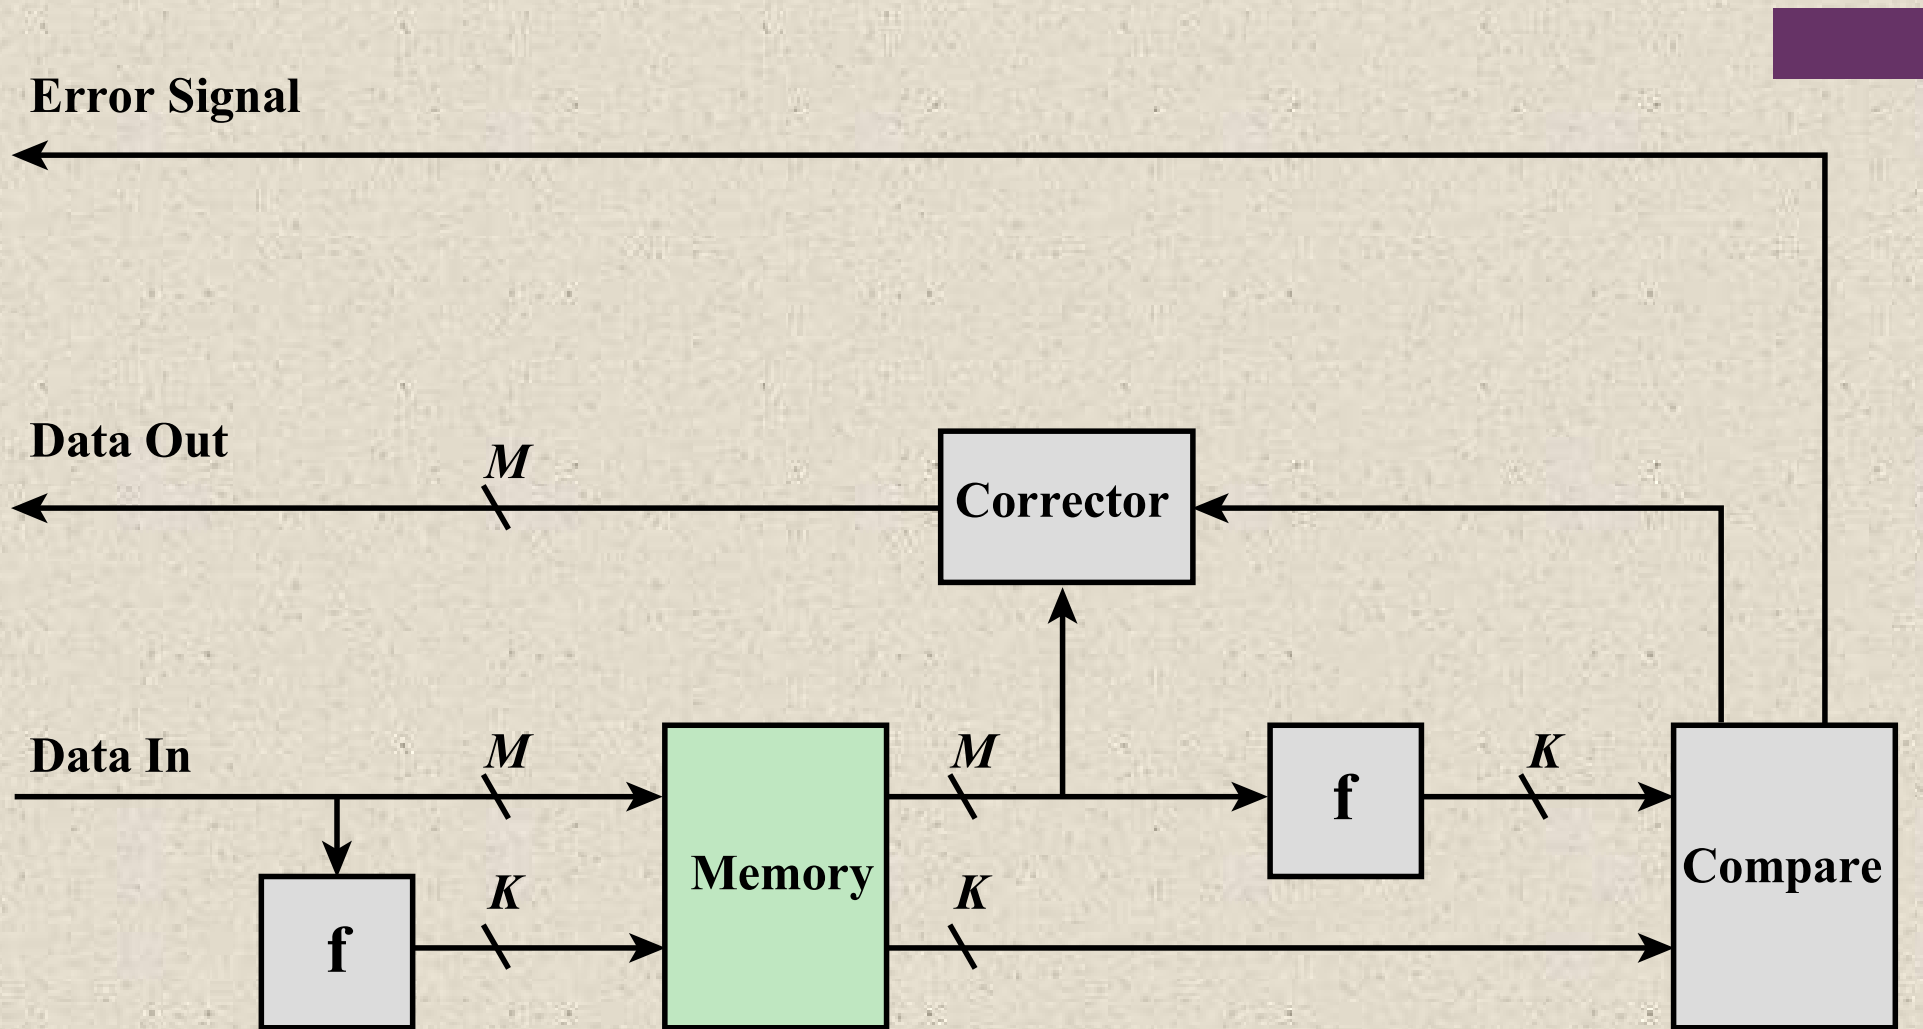 Error Signal
Data Out
M
Corrector
Data In
M
M
K
f
Memory
Compare
K
K
f